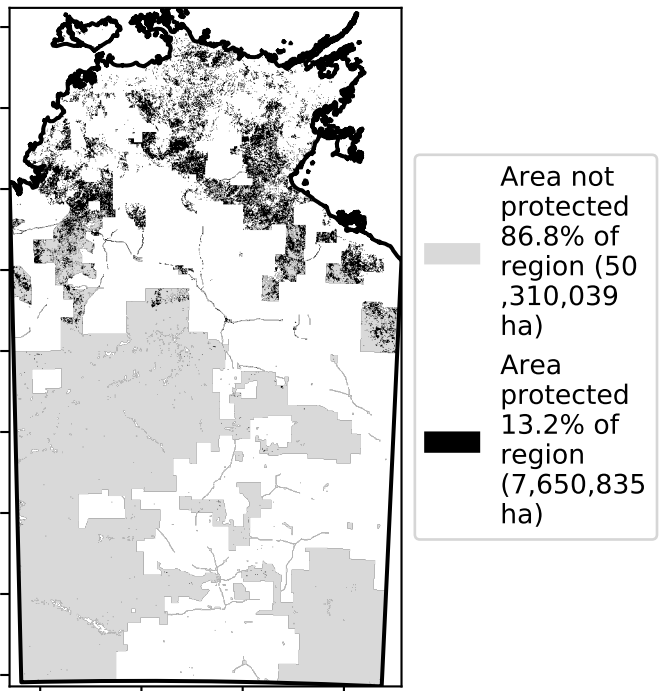 Area not
protected
86.8% of
region (50
,310,039
ha)
Area
protected
13.2% of
region
(7,650,835
ha)